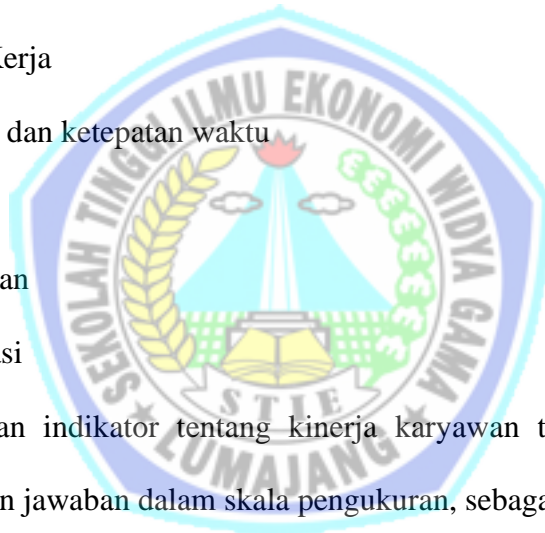 Kerja
dan ketepatan waktu
an
si
an indikator tentang kinerja karyawan t
n jawaban dalam skala pengukuran, sebaga
SEKOLAH TINGGI ILMU EKONOMI WIDYA GAMA
STIE
LUMAJANG